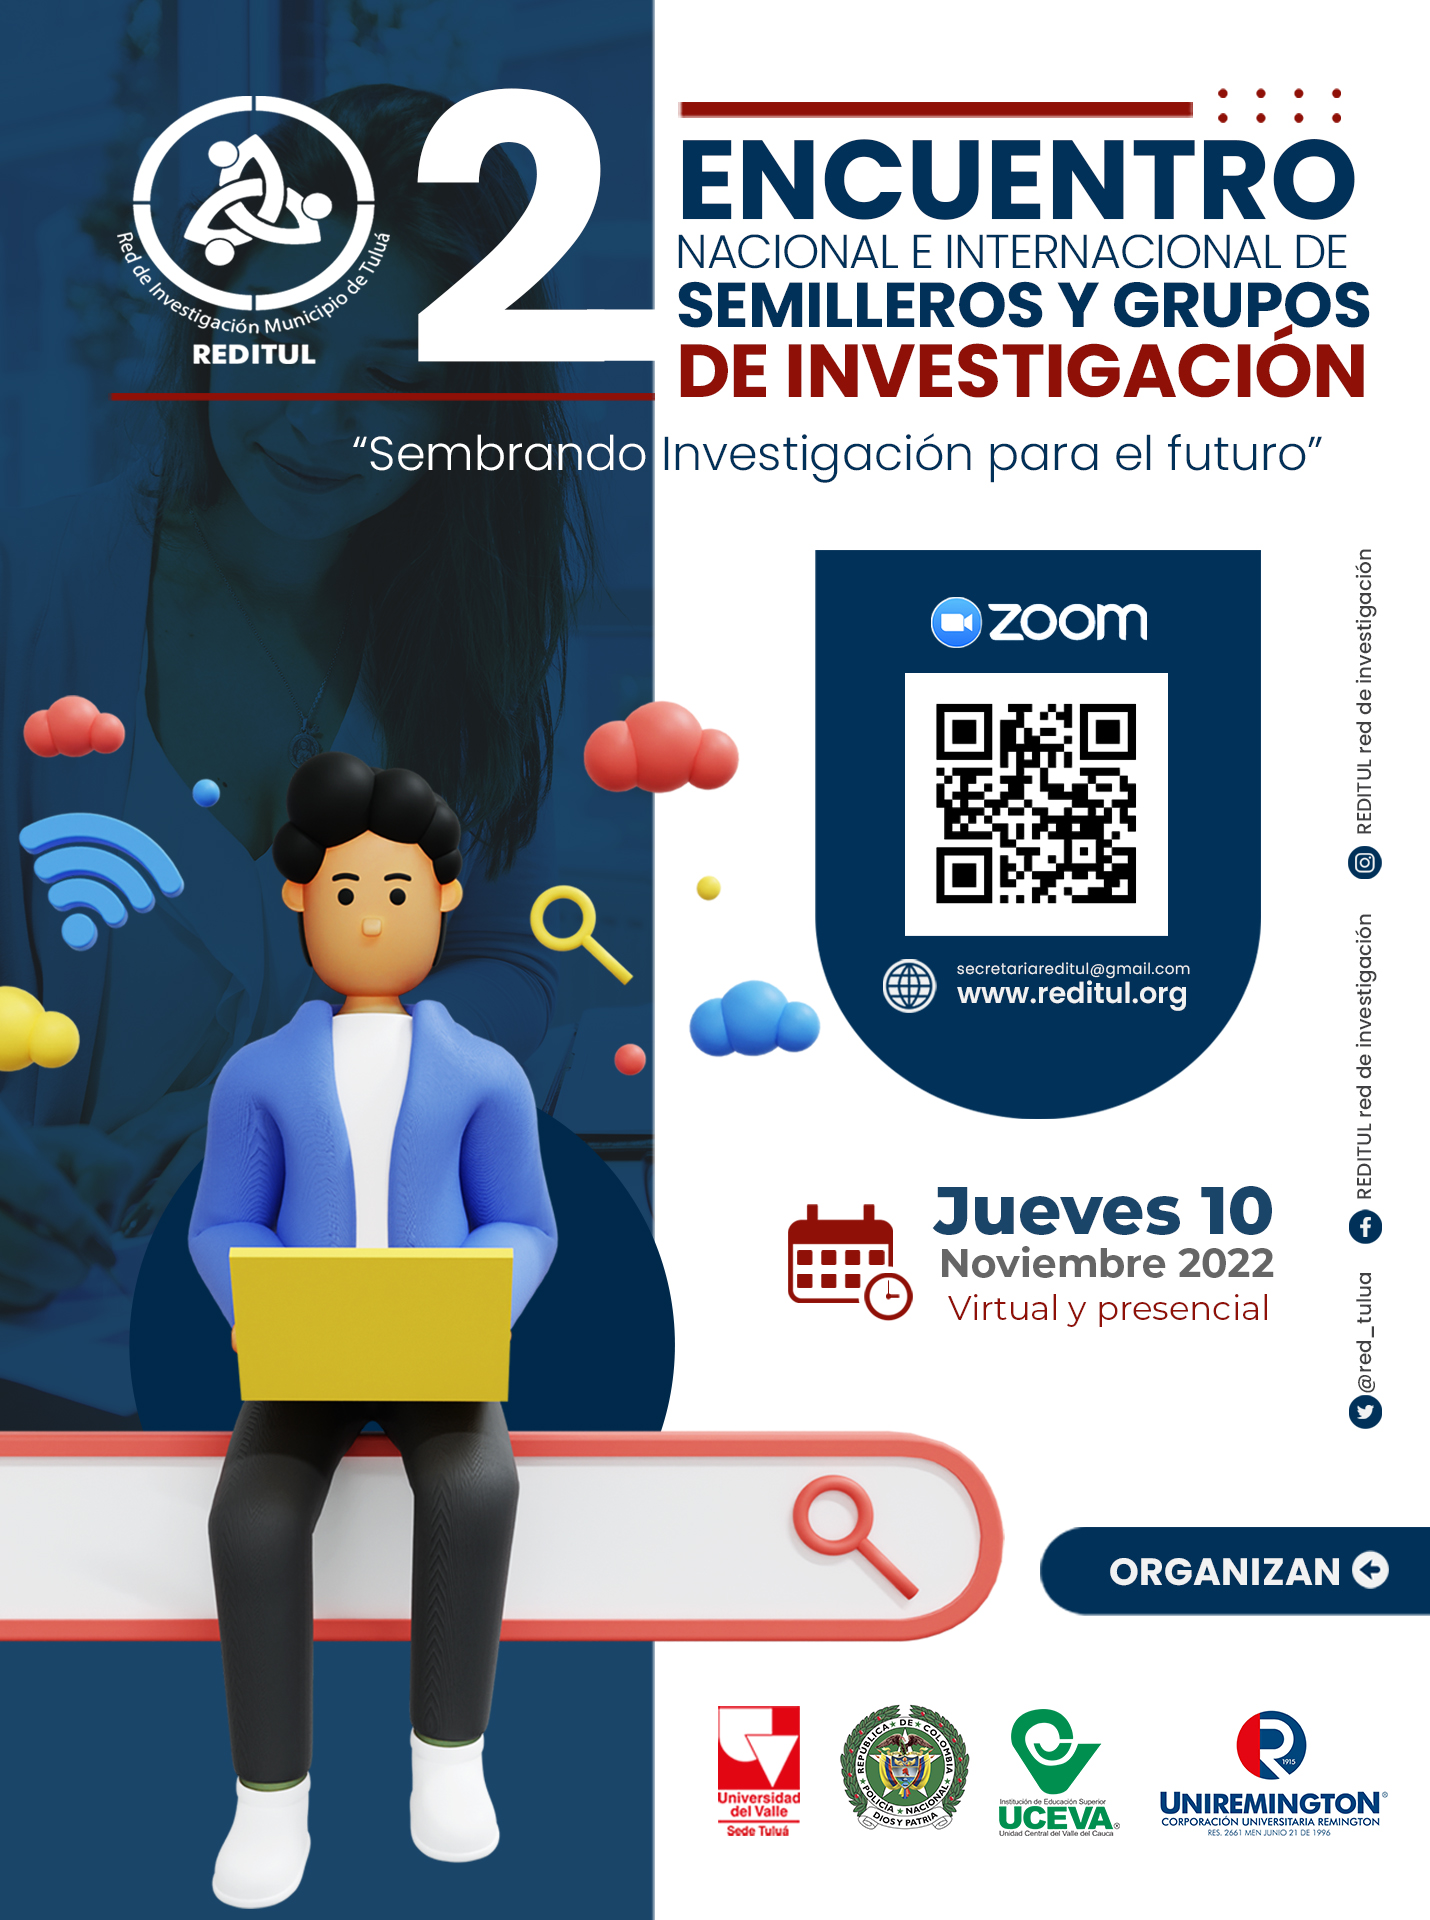 Red de Investigación Municipio de Tuluá
REDITUL
2
ENCUENTRO
NACIONAL E INTERNACIONAL DE
SEMILLEROS Y GRUPOS
DE INVESTIGACIÓN
“Sembrando Investigación para el futuro”
zoom
secretariareditul@gmail.com
www.reditul.org
REDITUL red de investigación
REDITUL red de investigación
@red_tulua
Jueves 10
Noviembre 2022
Virtual y presencial
ORGANIZAN
Universidad
del Valle
Sede Tuluá
REPÚBLICA ★ DE ★ COLOMBIA
POLICÍA ★ NACIONAL
DIOS Y PATRIA
Institución de Educación Superior
UCEVA®
Unidad Central del Valle del Cauca
R
1915
UNIREMINGTON®
CORPORACIÓN UNIVERSITARIA REMINGTON
RES. 2661 MEN JUNIO 21 DE 1996